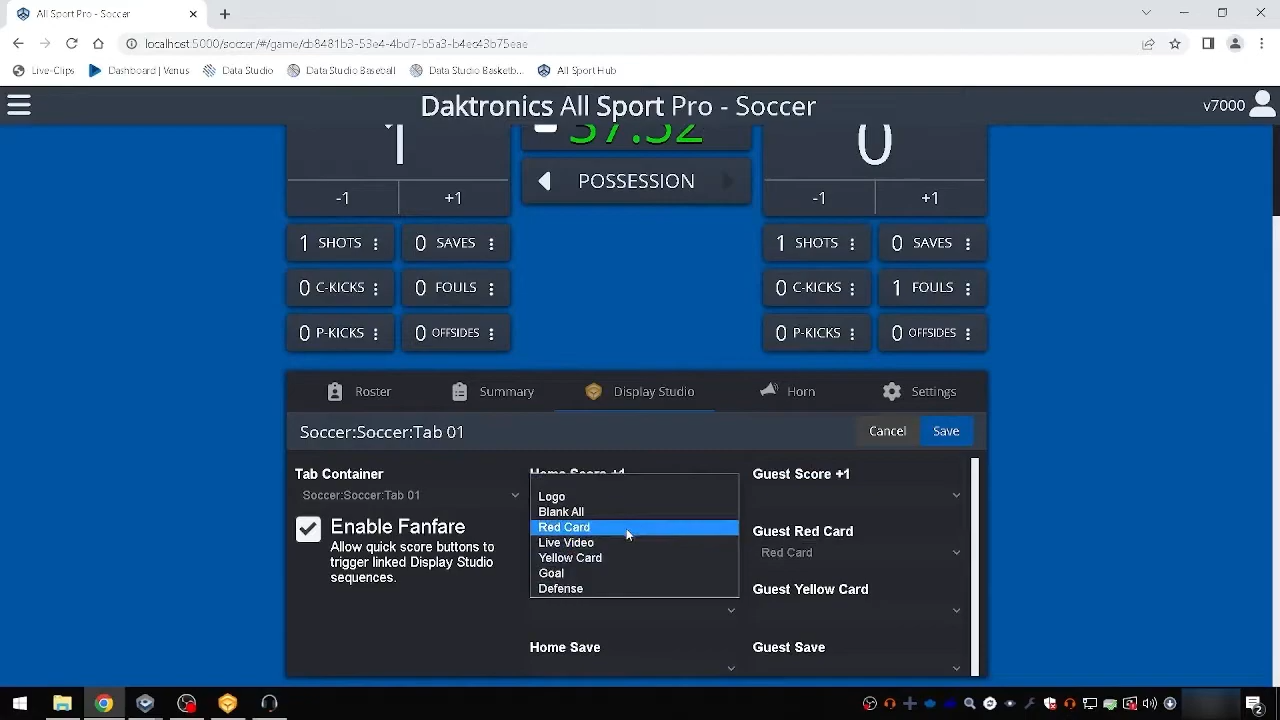 All Sport Pro - Soccer
localhost:5000/soccer/#/game/db8481b3-53e4-4bd7-b5a3-b4ec43b75eae
Live-Clips
Dashboard | Venus
Data Studio
Data Studio Baseball
Data Studio Basketb...
All Sport Hub
Daktronics All Sport Pro - Soccer
v7000
1
37:52
0
-1
+1
POSSESSION
-1
+1
1 SHOTS
0 SAVES
1 SHOTS
0 SAVES
0 C-KICKS
0 FOULS
0 C-KICKS
1 FOULS
0 P-KICKS
0 OFFSIDES
0 P-KICKS
0 OFFSIDES
Roster
Summary
Display Studio
Horn
Settings
Soccer:Soccer:Tab 01
Cancel
Save
Tab Container
Soccer:Soccer:Tab 01
Enable Fanfare
Allow quick score buttons to
trigger linked Display Studio
sequences.
Home Score +1
Logo
Blank All
Red Card
Live Video
Yellow Card
Goal
Defense
Home Save
Guest Score +1
Guest Red Card
Red Card
Guest Yellow Card
Guest Save
2